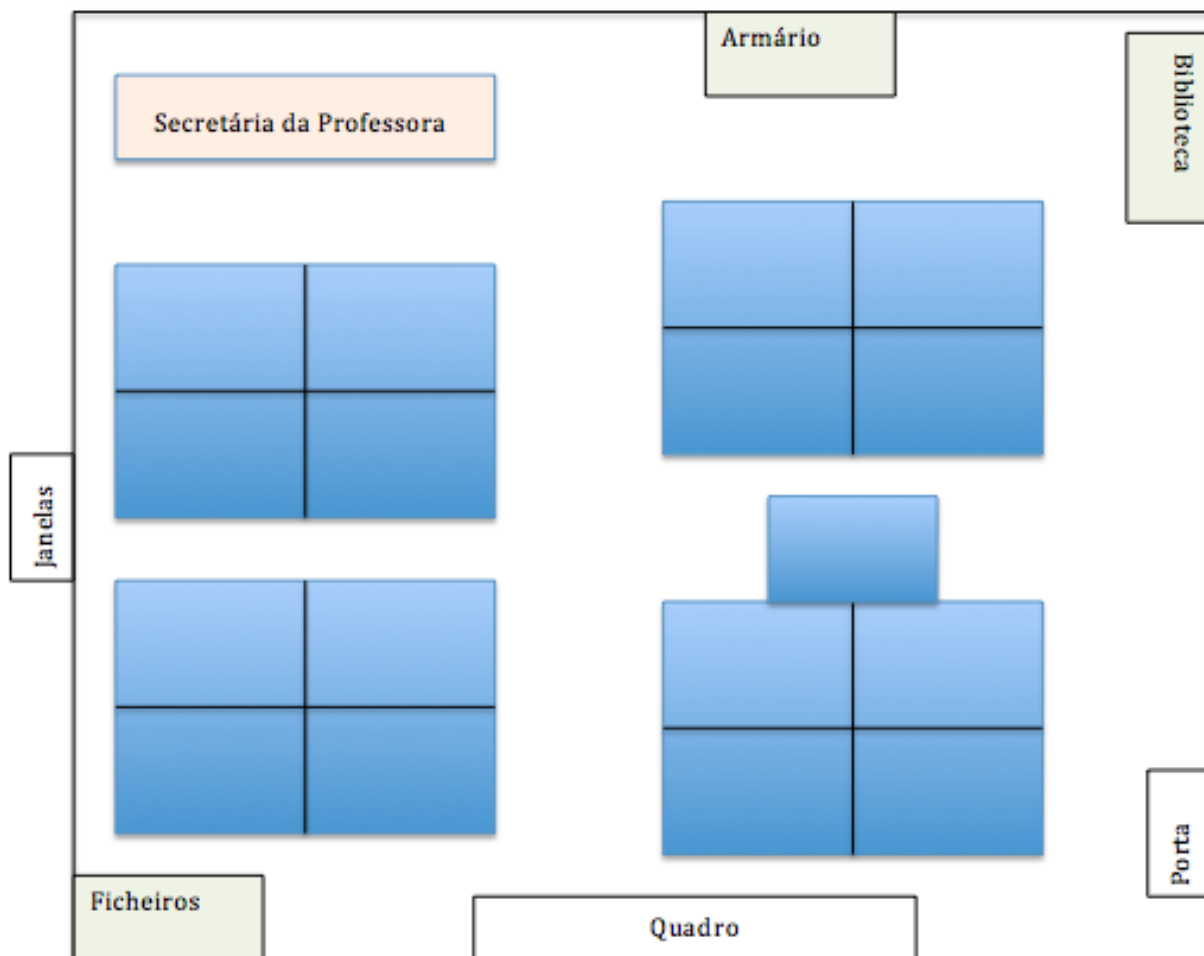 Armário
Biblioteca
Secretária da Professora
Janelas
Porta
Ficheiros
Quadro